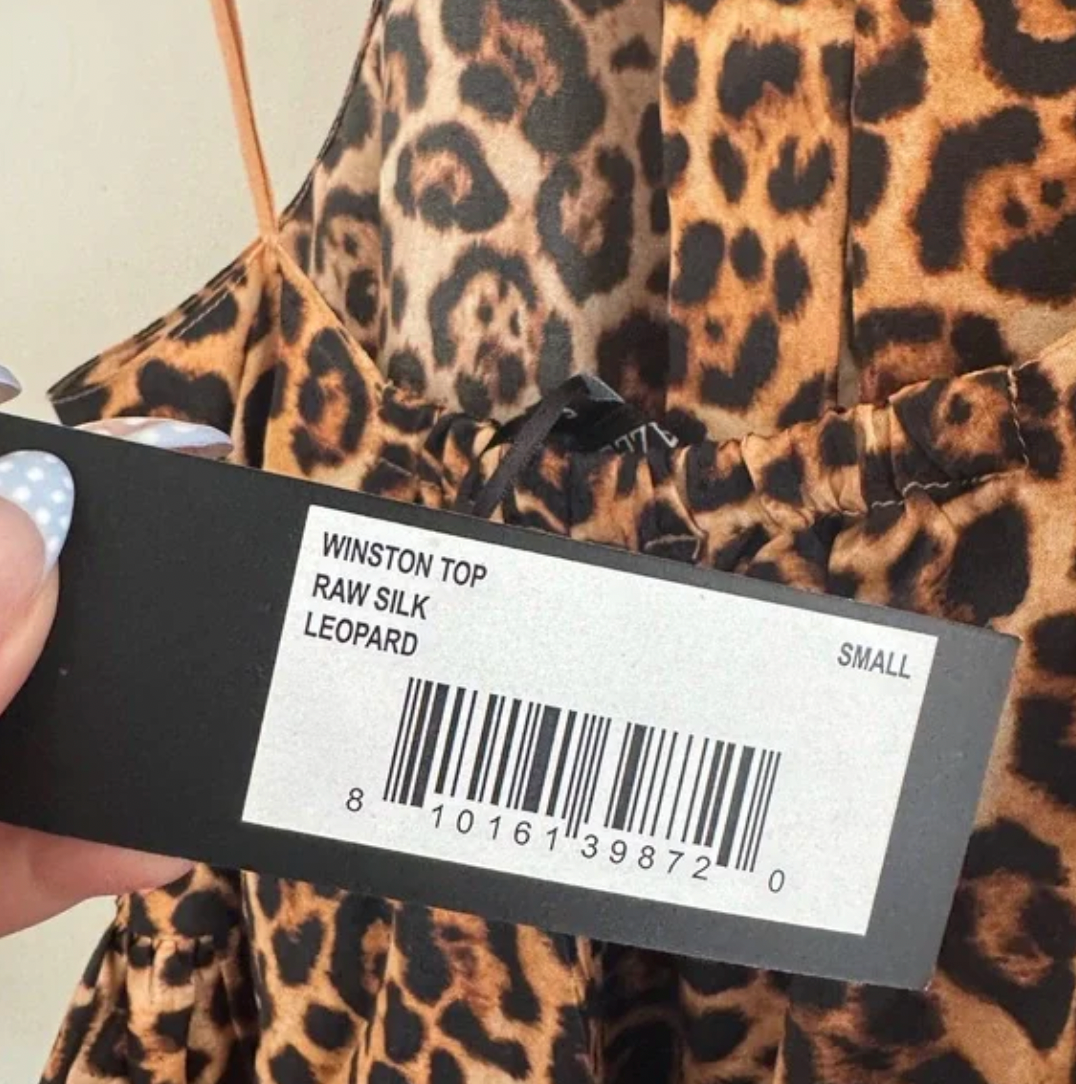 WINSTON TOP
RAW SILK
LEOPARD
SMALL
8 10161 39872 0